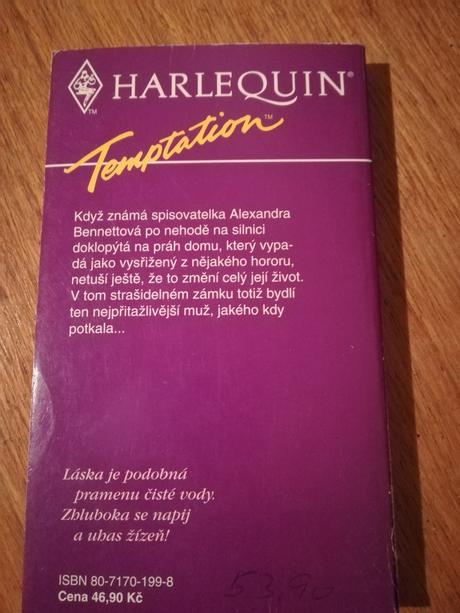 HARLEQUIN®
™
Temptation™
Když známá spisovatelka Alexandra
Bennettová po nehodě na silnici
doklopýtá na práh domu, který vypa-
dá jako vystřižený z nějakého hororu,
netuší ještě, že to změní celý její život.
V tom strašidelném zámku totiž bydlí
ten nejpřitažlivější muž, jakého kdy
potkala...
Láska je podobná
pramenu čisté vody.
Zhluboka se napij
a uhas žízeň!
ISBN 80-7170-199-8
Cena 46,90 Kč
53,90